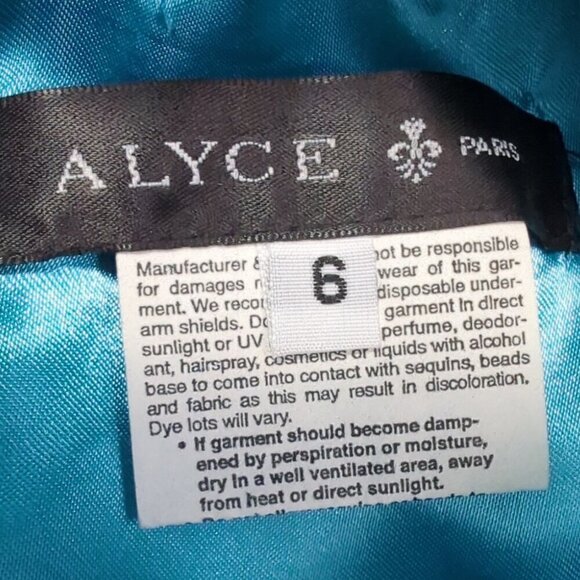 ALYCE PARIS
6
Manufacturer & not be responsible
for damages wear of this gar-
ment. We disposable under-
arm shields. garment in direct
sunlight or UV perfume, deodor-
ant, hairspray, cosmetics or liquids with alcohol
base to come into contact with sequins, beads
and fabric as this may result in discoloration.
Dye lots will vary.
• If garment should become damp-
ened by perspiration or moisture,
dry in a well ventilated area, away
from heat or direct sunlight.